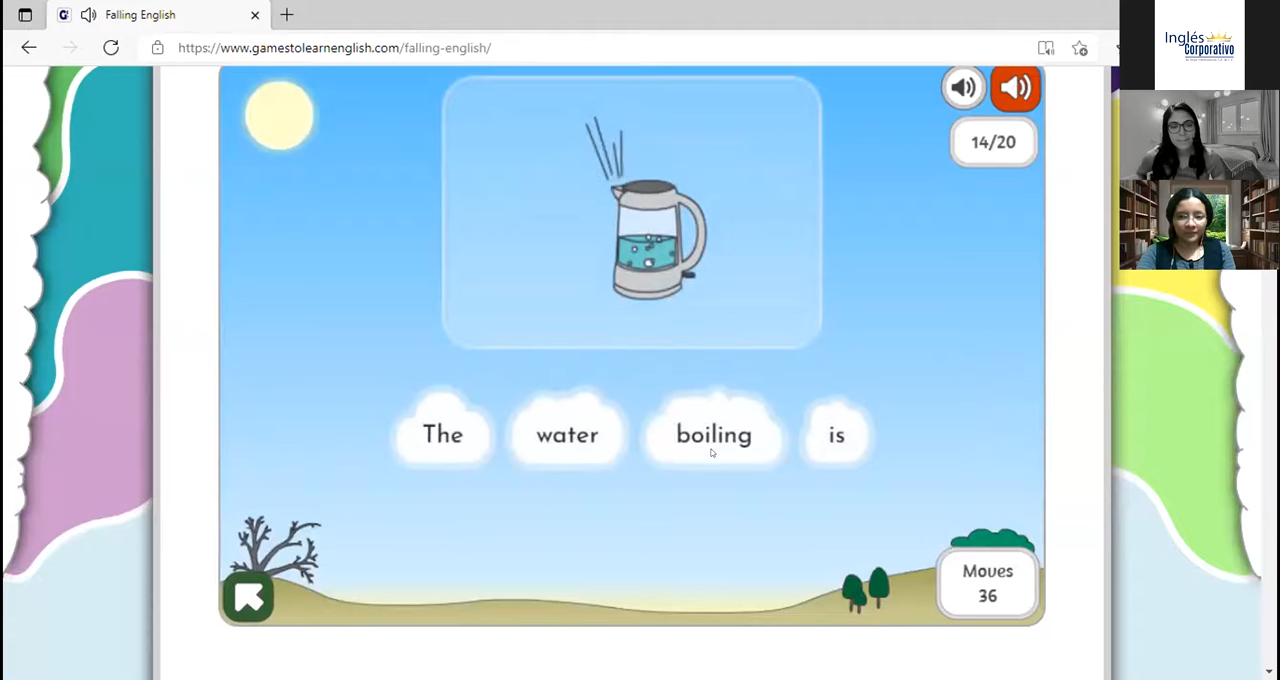 Falling English
https://www.gamestolearnenglish.com/falling-english/
Inglés
Corporativo
14/20
The water boiling is
Moves
36